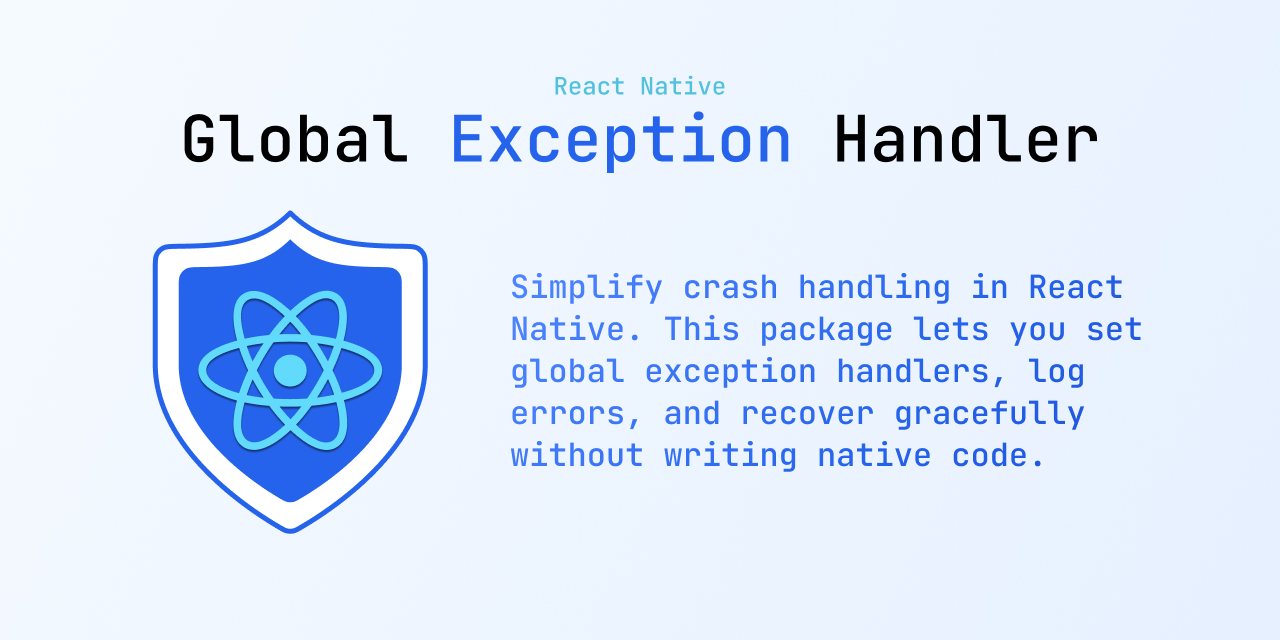 React Native
Global Exception Handler
Simplify crash handling in React
Native. This package lets you set
global exception handlers, log
errors, and recover gracefully
without writing native code.